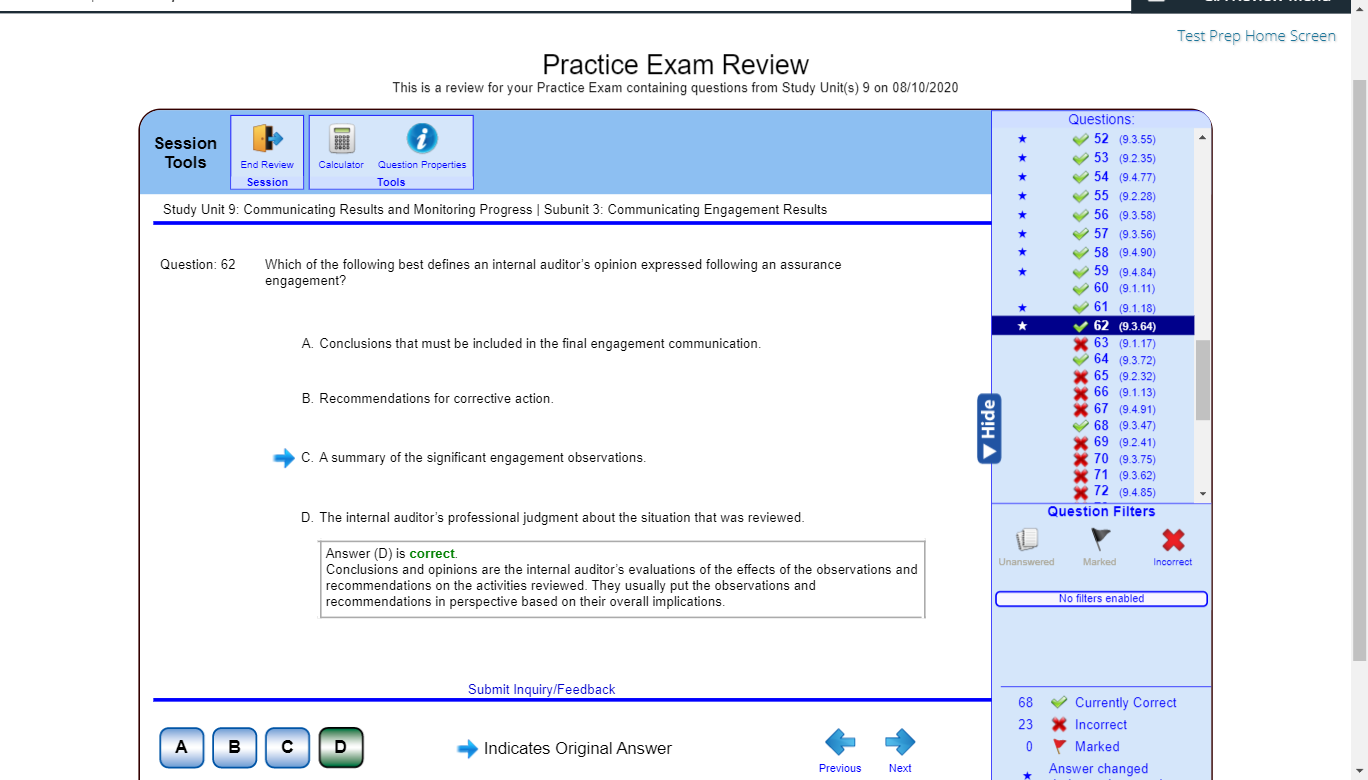 Test Prep Home Screen
Practice Exam Review
This is a review for your Practice Exam containing questions from Study Unit(s) 9 on 08/10/2020
Session Tools
End Review
Session
Calculator
Question Properties
Tools
Study Unit 9: Communicating Results and Monitoring Progress | Subunit 3: Communicating Engagement Results
Question: 62
Which of the following best defines an internal auditor's opinion expressed following an assurance
engagement?
A. Conclusions that must be included in the final engagement communication.
B. Recommendations for corrective action.
C. A summary of the significant engagement observations.
D. The internal auditor's professional judgment about the situation that was reviewed.
Answer (D) is correct.
Conclusions and opinions are the internal auditor's evaluations of the effects of the observations and
recommendations on the activities reviewed. They usually put the observations and
recommendations in perspective based on their overall implications.
Submit Inquiry/Feedback
A
B
C
D
Indicates Original Answer
Previous
Next
Hide
Questions:
52 (9.3.55)
53 (9.2.35)
54 (9.4.77)
55 (9.2.28)
56 (9.3.58)
57 (9.3.56)
58 (9.4.90)
59 (9.4.84)
60 (9.1.11)
61 (9.1.18)
62 (9.3.64)
63 (9.1.17)
64 (9.3.72)
65 (9.2.32)
66 (9.1.13)
67 (9.4.91)
68 (9.3.47)
69 (9.2.41)
70 (9.3.75)
71 (9.3.62)
72 (9.4.85)
Question Filters
Unanswered
Marked
Incorrect
No filters enabled
68 Currently Correct
23 Incorrect
0 Marked
Answer changed